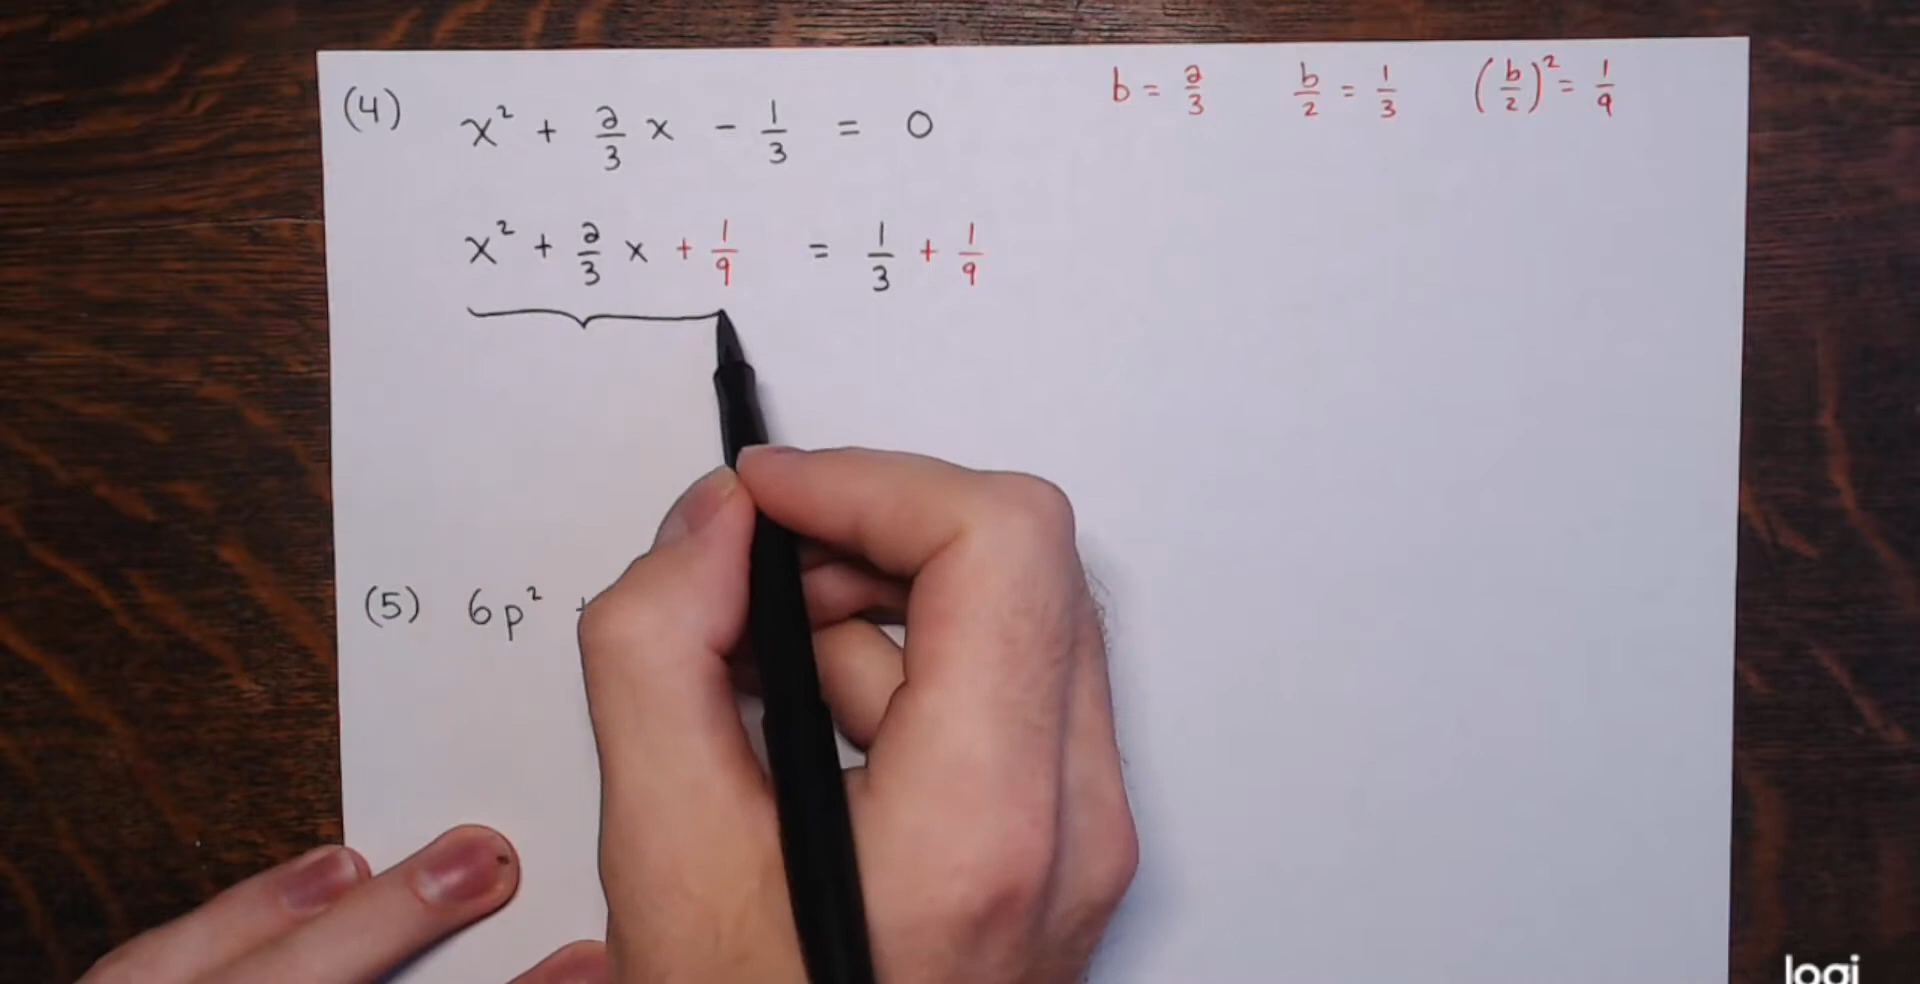 (4) x² + 2/3 x - 1/3 = 0 b = 2/3 b/2 = 1/3 (b/2)² = 1/9
x² + 2/3 x + 1/9 = 1/3 + 1/9
(5) 6p² +
logi